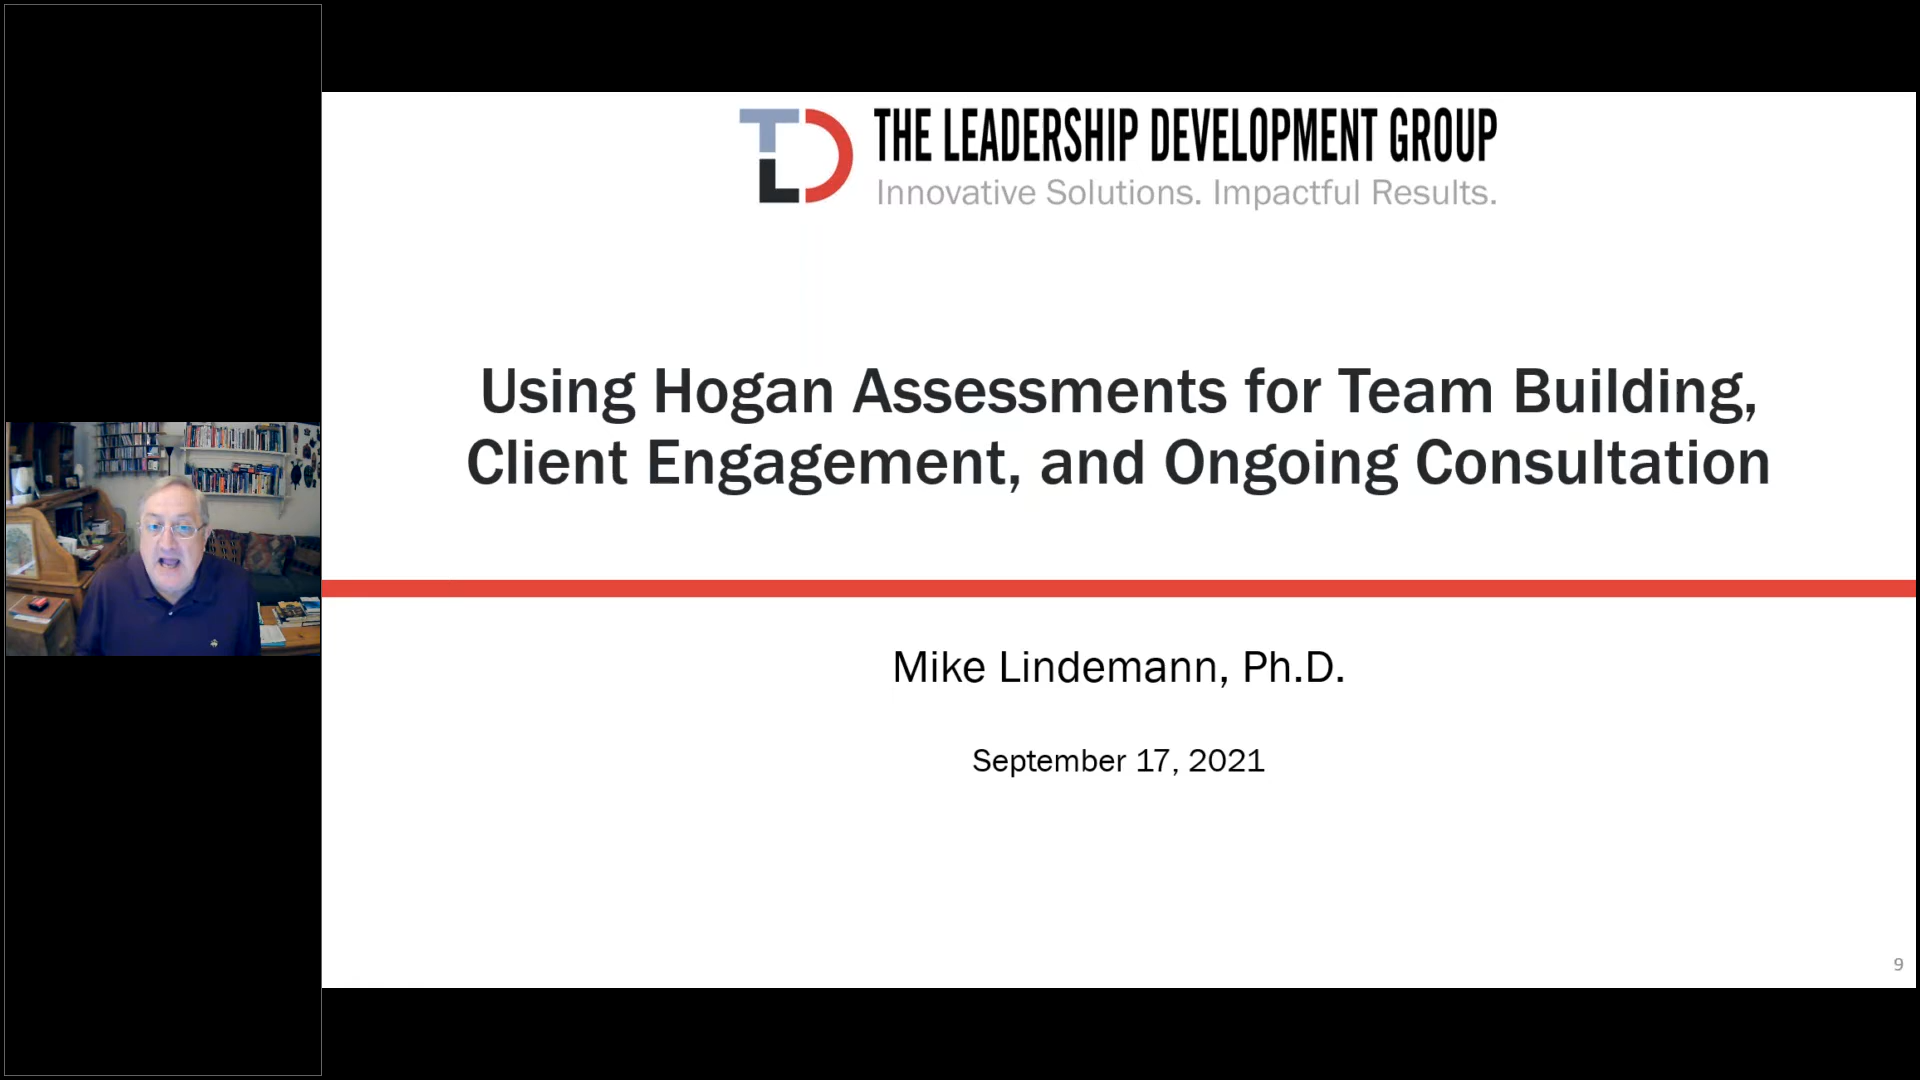 THE LEADERSHIP DEVELOPMENT GROUP
Innovative Solutions. Impactful Results.
Using Hogan Assessments for Team Building,
Client Engagement, and Ongoing Consultation
Mike Lindemann, Ph.D.
September 17, 2021
9